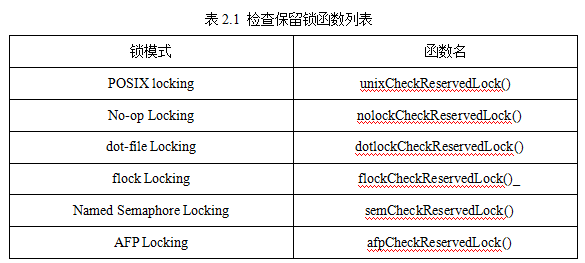 表 2.1 检查保留锁函数列表
锁模式 函数名
POSIX locking unixCheckReservedLock()
No-op Locking nolockCheckReservedLock()
dot-file Locking dotlockCheckReservedLock()
flock Locking flockCheckReservedLock()_
Named Semaphore Locking semCheckReservedLock()
AFP Locking afpCheckReservedLock()